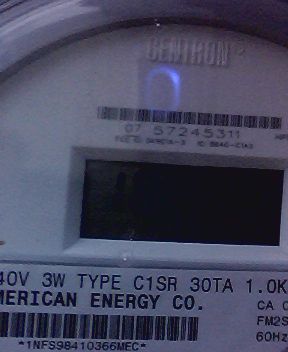 CENTRON
07 57245311
40V 3W TYPE C1SR 30TA 1.0K
MERICAN ENERGY CO.
CA 
FM2S
60Hz
*1NFS98410366MEC*